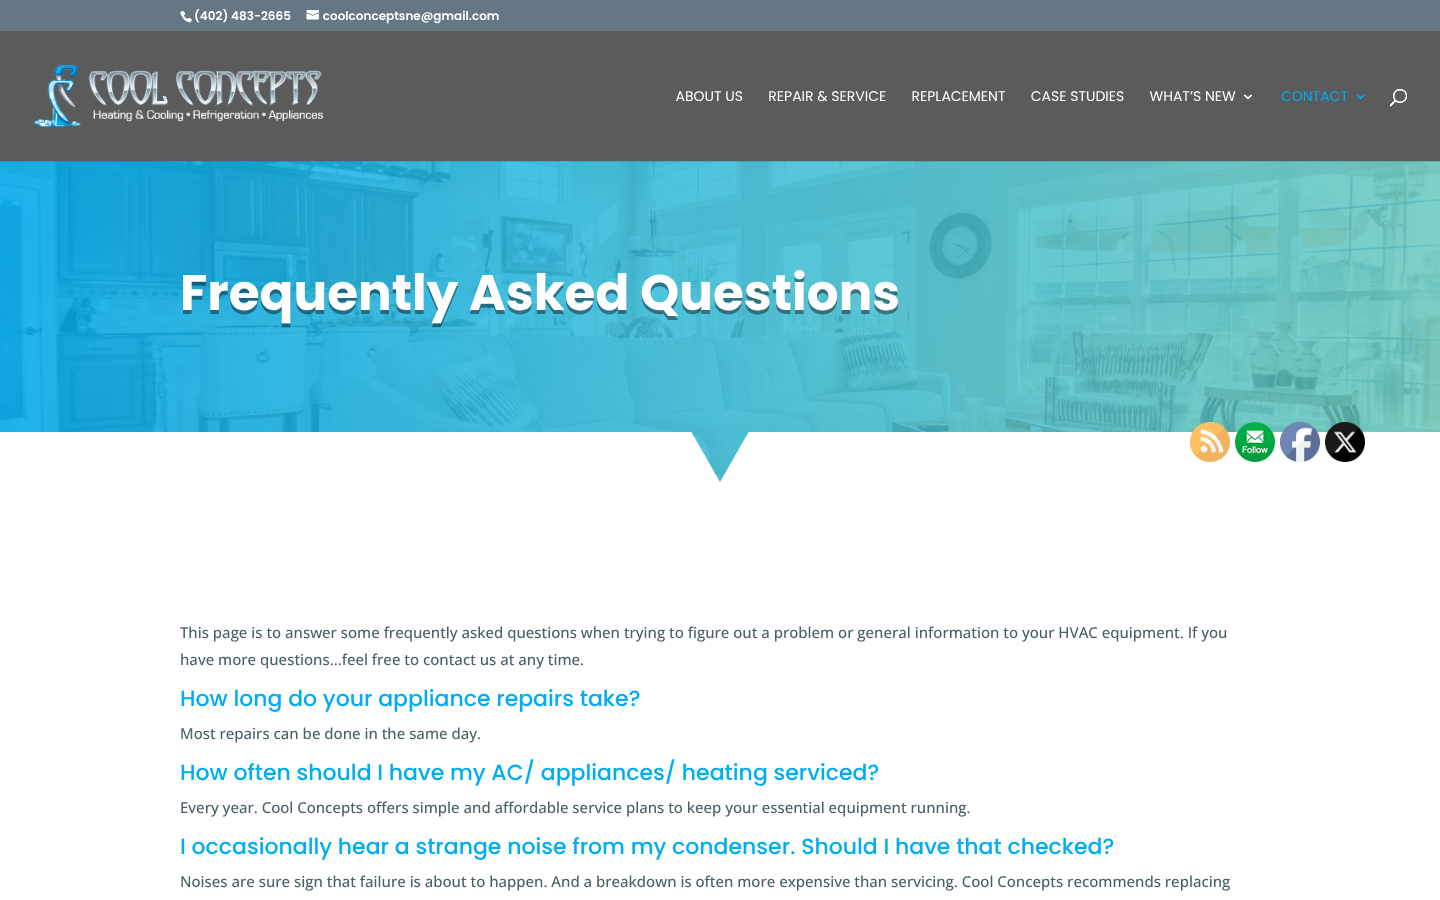 (402) 483-2665 coolconceptsne@gmail.com
COOL CONCEPTS
Heating & Cooling • Refrigeration • Appliances
ABOUT US REPAIR & SERVICE REPLACEMENT CASE STUDIES WHAT’S NEW CONTACT
Frequently Asked Questions
Follow
This page is to answer some frequently asked questions when trying to figure out a problem or general information to your HVAC equipment. If you
have more questions…feel free to contact us at any time.
How long do your appliance repairs take?
Most repairs can be done in the same day.
How often should I have my AC/ appliances/ heating serviced?
Every year. Cool Concepts offers simple and affordable service plans to keep your essential equipment running.
I occasionally hear a strange noise from my condenser. Should I have that checked?
Noises are sure sign that failure is about to happen. And a breakdown is often more expensive than servicing. Cool Concepts recommends replacing